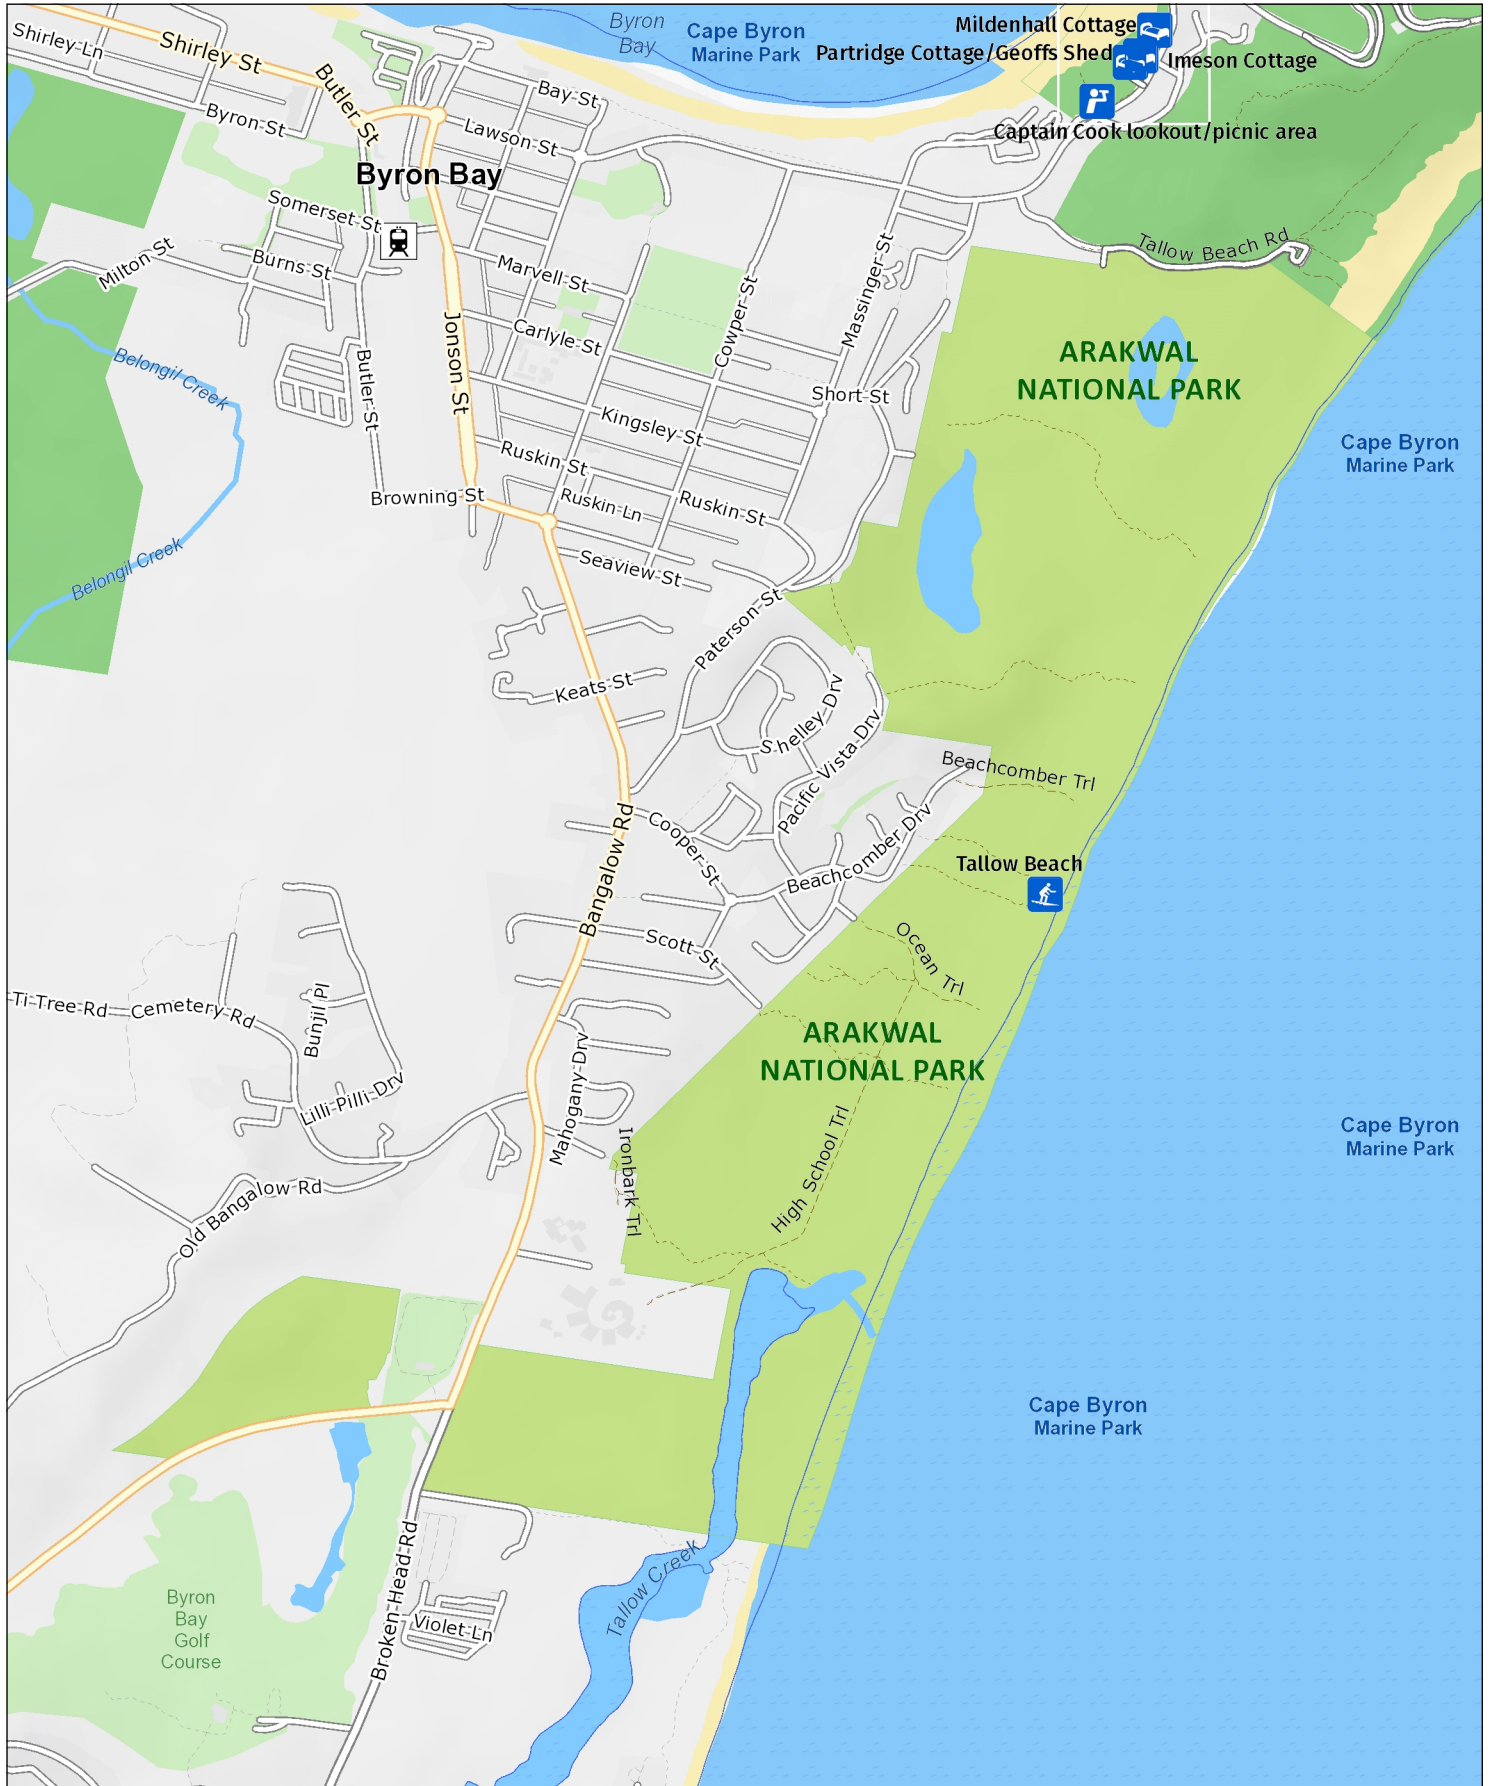 Byron
Bay
Cape Byron
Marine Park
Mildenhall Cottage
Partridge Cottage/Geoffs Shed
Imeson Cottage
Captain Cook lookout/picnic area
Shirley Ln
Shirley St
Butler St
Byron St
Bay St
Lawson St
Byron Bay
Somerset St
Milton St
Burns St
Marvell St
Tallow Beach Rd
Massinger St
Cowper St
Jonson St
Carlyle St
Butler St
Belongil Creek
ARAKWAL
NATIONAL PARK
Short St
Kingsley St
Cape Byron
Marine Park
Ruskin St
Browning St
Ruskin Ln
Ruskin St
Belongil Creek
Seaview St
Paterson St
Keats St
Shelley Drv
Pacific Vista Drv
Beachcomber Trl
Bangalow Rd
Cooper St
Beachcomber Drv
Tallow Beach
Scott St
Ocean Trl
Ti Tree Rd
Cemetery Rd
Bunjil Pl
ARAKWAL
NATIONAL PARK
Mahogany Drv
Lilli Pilli Drv
Ironbark Trl
High School Trl
Cape Byron
Marine Park
Old Bangalow Rd
Cape Byron
Marine Park
Broken Head Rd
Tallow Creek
Byron
Bay
Golf
Course
Violet Ln